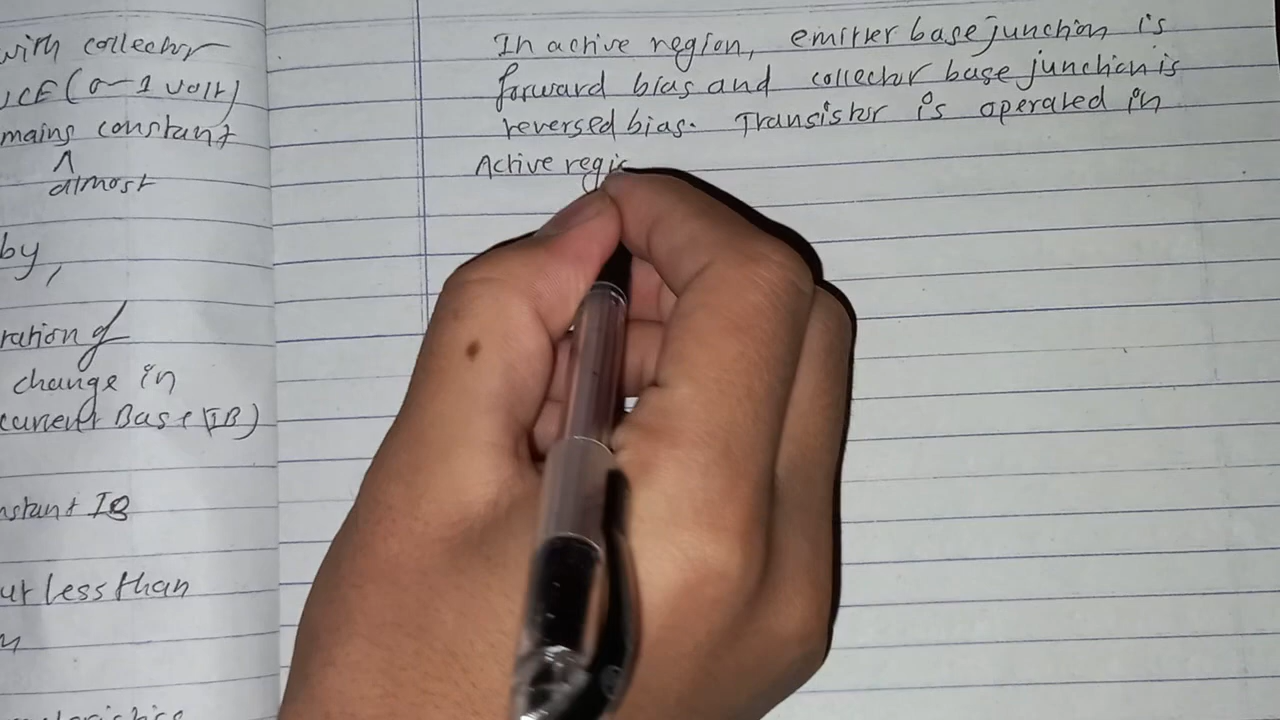 with collector
VCE (0-1 volt)
mains constant
^
almost
by,
ration of
change in
current Base (IB)
nstant IB
ut less than
In active region, emitter base junction is
forward bias and collector base junction is
reversed bias. Transistor is operated in
Active regi